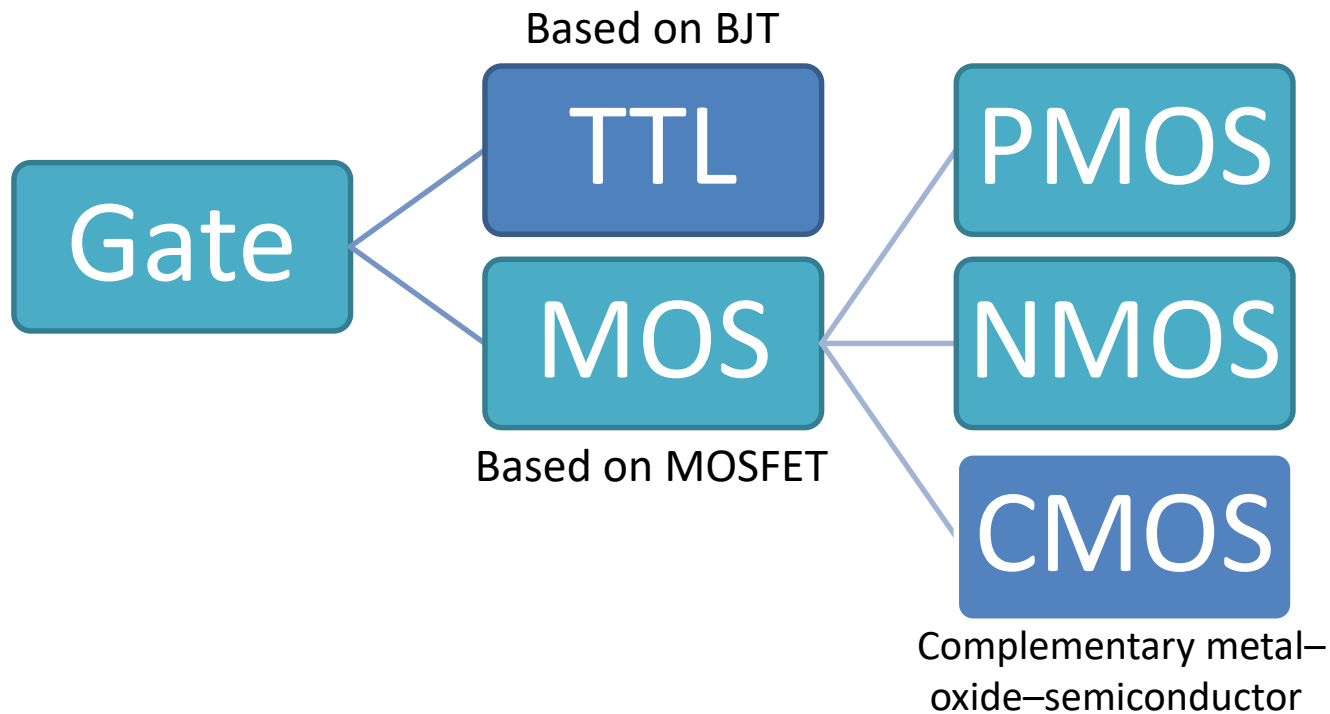 Based on BJT
TTL
PMOS
Gate
MOS
NMOS
Based on MOSFET
CMOS
Complementary metal–
oxide–semiconductor